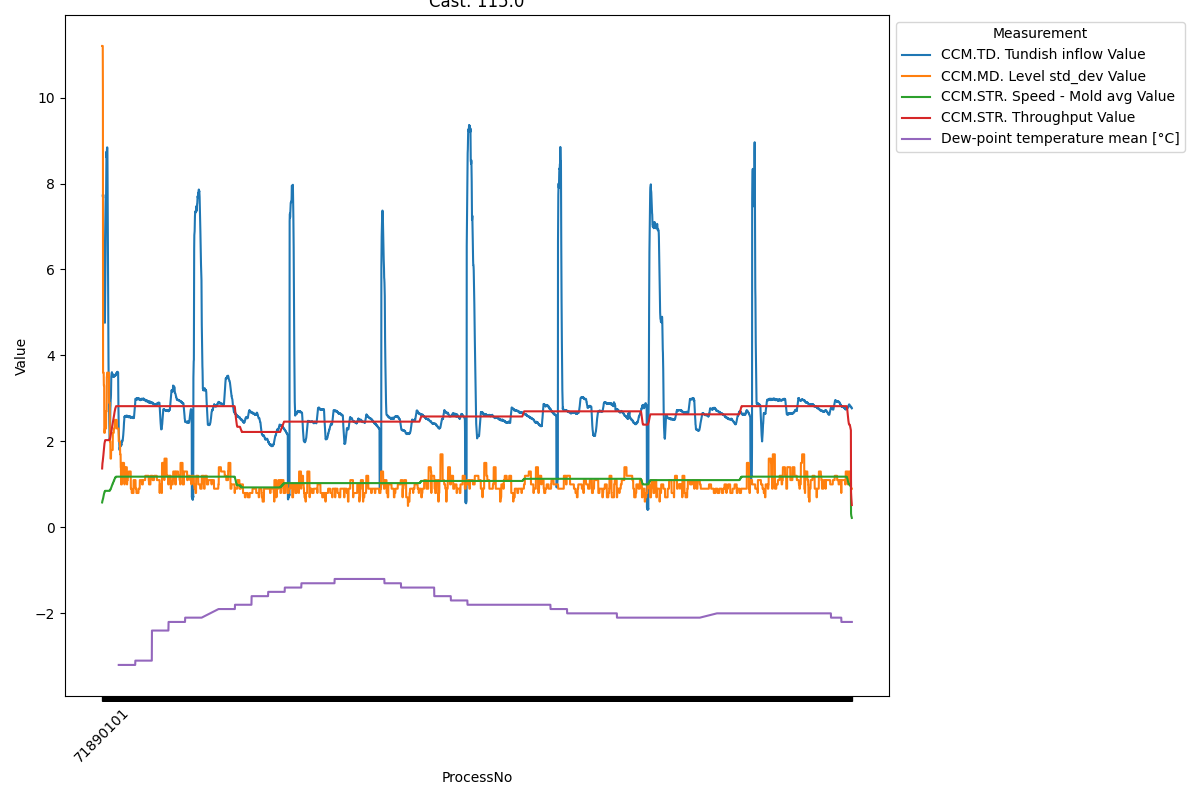 Cast: 115.0
Measurement
CCM.TD. Tundish inflow Value
CCM.MD. Level std_dev Value
CCM.STR. Speed - Mold avg Value
CCM.STR. Throughput Value
Dew-point temperature mean [°C]
Value
10
8
6
4
2
0
−2
71890101
ProcessNo